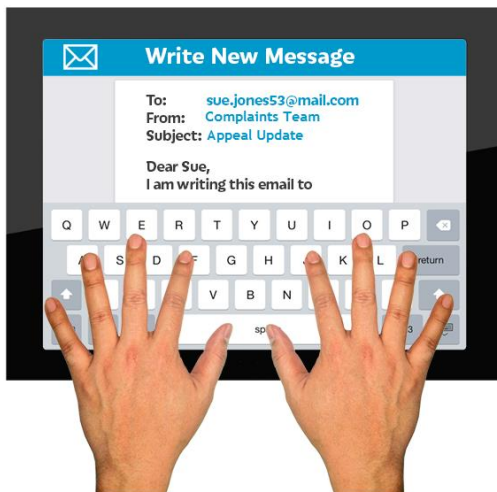 Write New Message
To: sue.jones53@mail.com
From: Complaints Team
Subject: Appeal Update
Dear Sue,
I am writing this email to
Q W E R T Y U I O P
A S D F G H J K L return
V B N